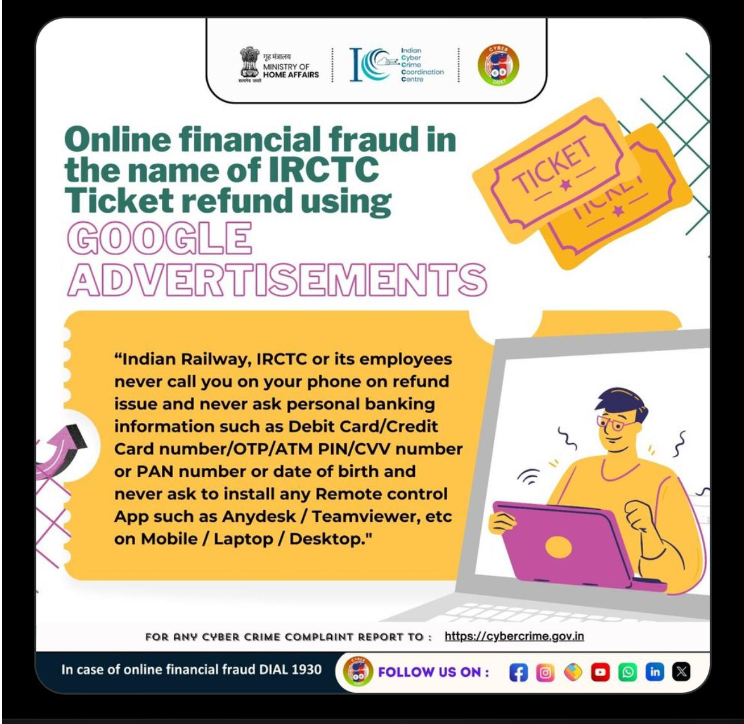 गृह मंत्रालय
MINISTRY OF
HOME AFFAIRS
सत्यमेव जयते
Indian
Cyber
Crime
Coordination
Centre
CYBER
Online financial fraud in
the name of IRCTC
Ticket refund using
GOOGLE
ADVERTISEMENTS
TICKET
TICKET
“Indian Railway, IRCTC or its employees
never call you on your phone on refund
issue and never ask personal banking
information such as Debit Card/Credit
Card number/OTP/ATM PIN/CVV number
or PAN number or date of birth and
never ask to install any Remote control
App such as Anydesk / Teamviewer, etc
on Mobile / Laptop / Desktop."
FOR ANY CYBER CRIME COMPLAINT REPORT TO : https://cybercrime.gov.in
In case of online financial fraud DIAL 1930
CYBER
FOLLOW US ON :